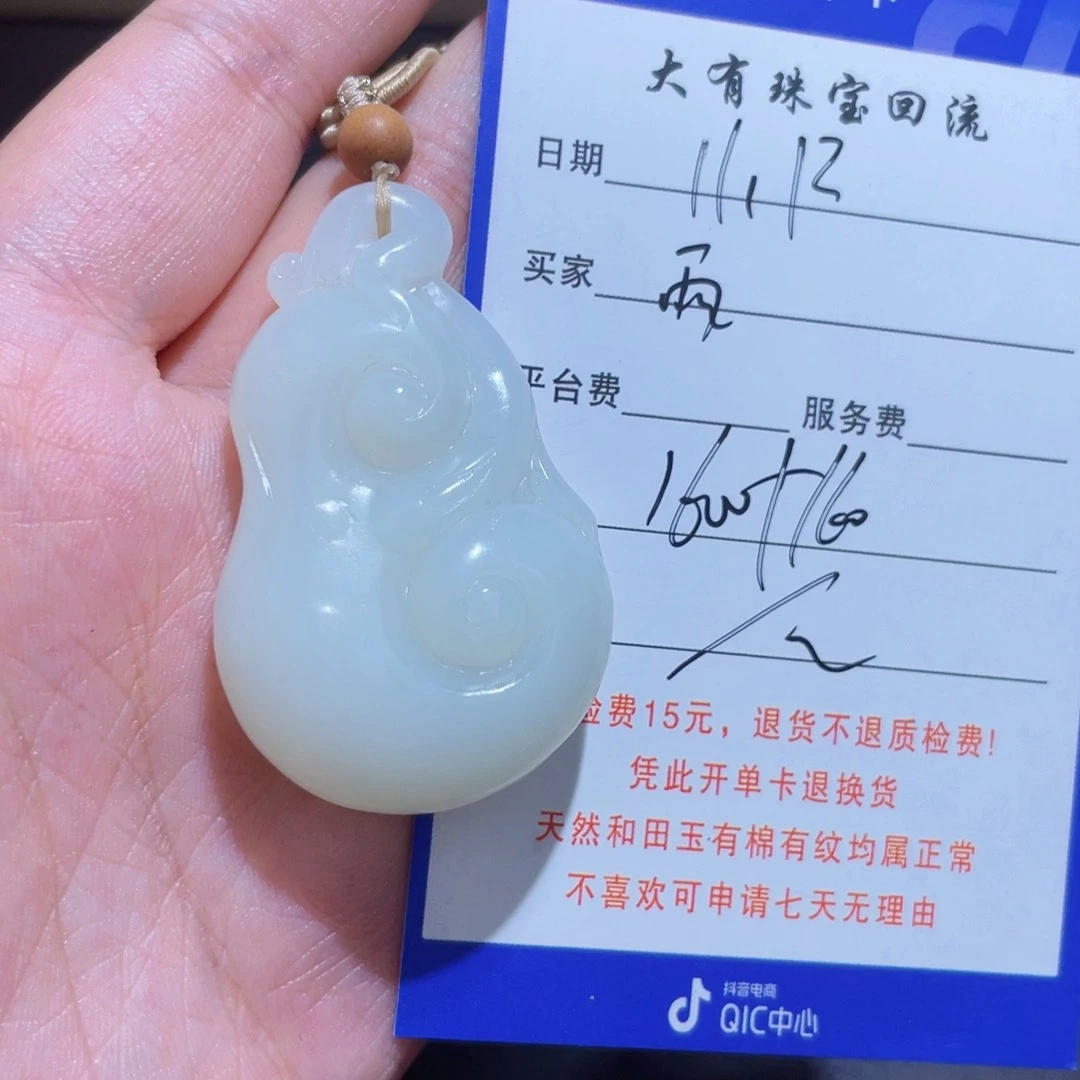 大有珠宝回流
日期 11.12
买家 雨
平台费 服务费
1600+160
检费15元，退货不退质检费!
凭此开单卡退换货
天然和田玉有棉有纹均属正常
不喜欢可申请七天无理由
抖音电商
QIC中心